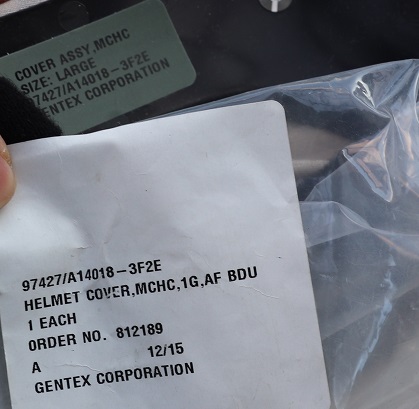 COVER ASSY,MCHC
SIZE: LARGE
97427/A14018-3F2E
GENTEX CORPORATION
97427/A14018-3F2E
HELMET COVER,MCHC,1G,AF BDU
1 EACH
ORDER NO. 812189
A 12/15
GENTEX CORPORATION